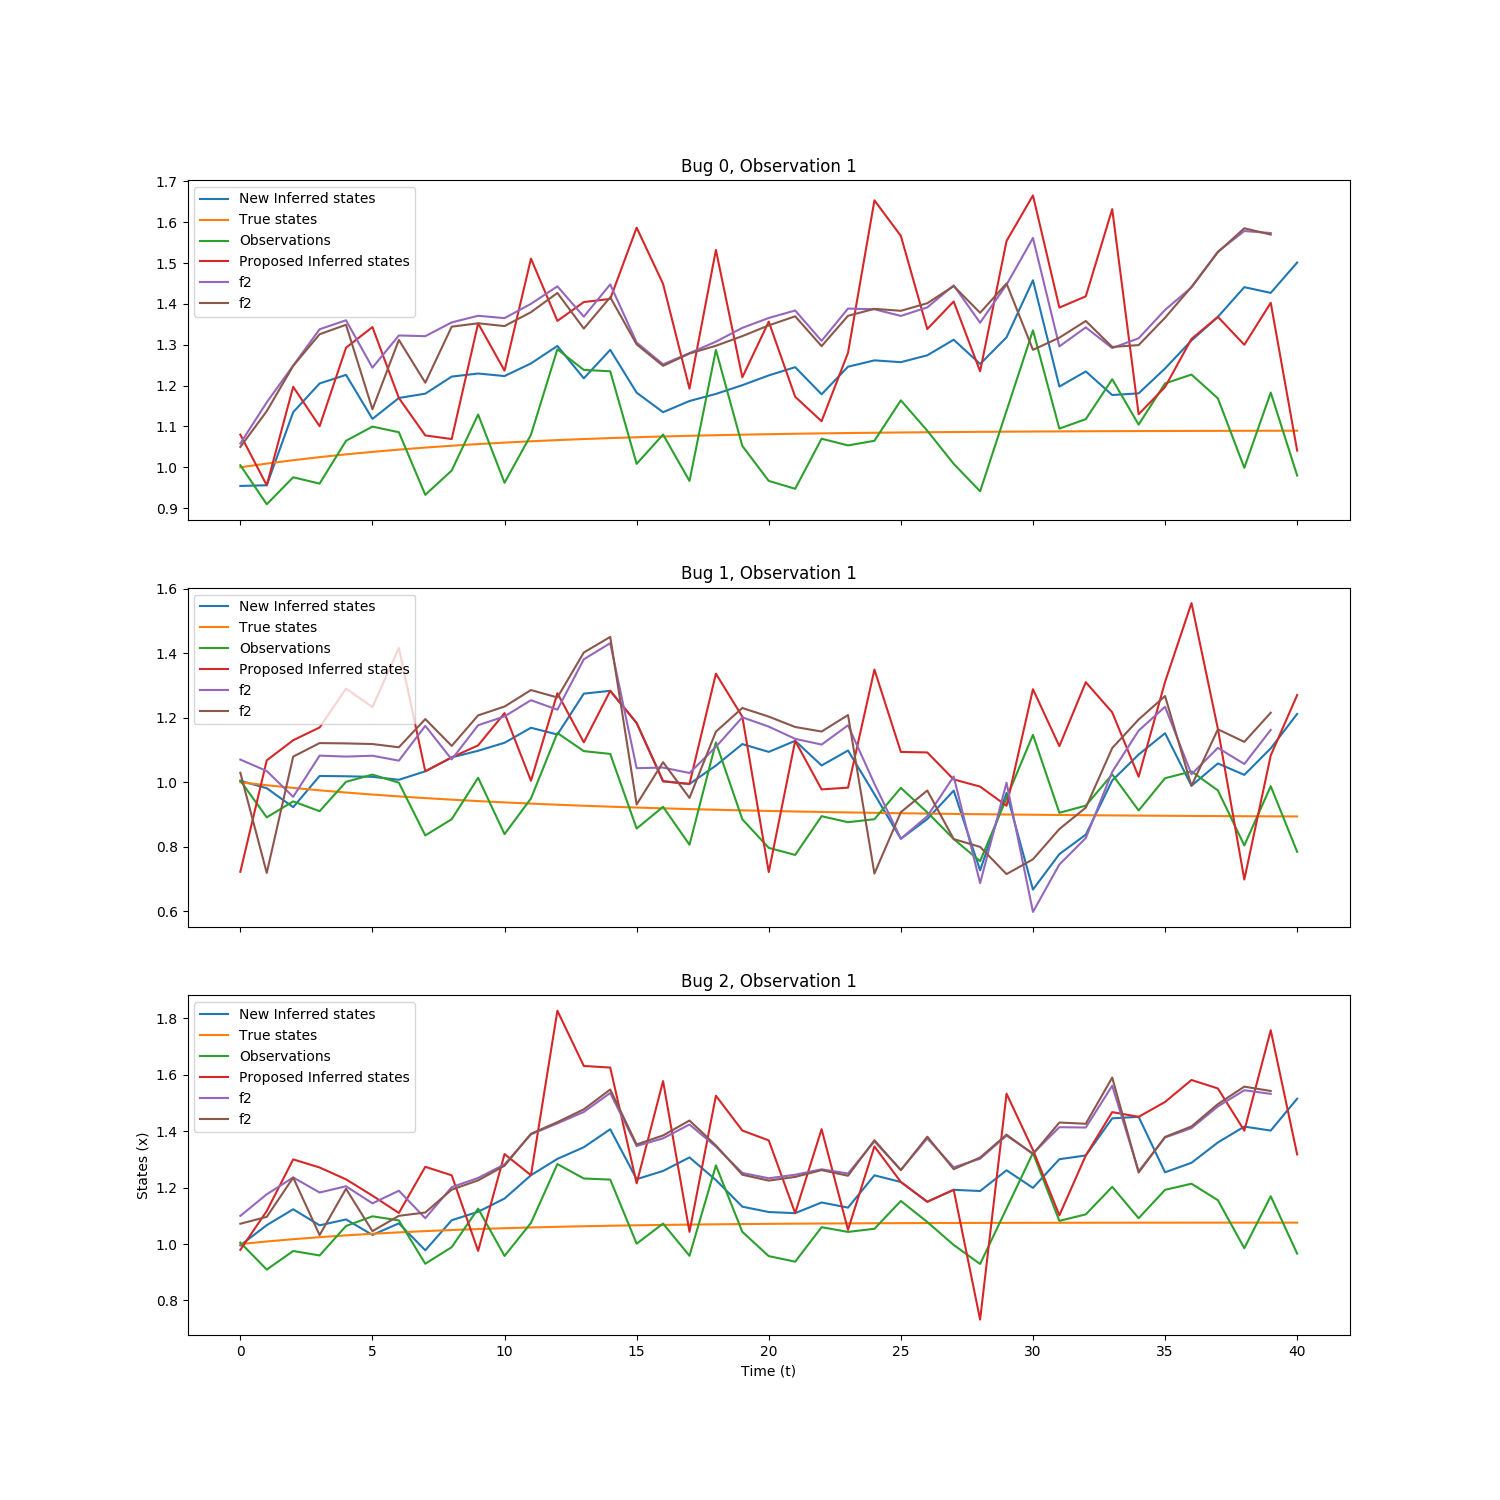 Bug 0, Observation 1
1.7
1.6
1.5
1.4
1.3
1.2
1.1
1.0
0.9
New Inferred states
True states
Observations
Proposed Inferred states
f2
f2
Bug 1, Observation 1
1.6
1.4
1.2
1.0
0.8
0.6
New Inferred states
True states
Observations
Proposed Inferred states
f2
f2
Bug 2, Observation 1
1.8
1.6
1.4
1.2
1.0
0.8
States (x)
New Inferred states
True states
Observations
Proposed Inferred states
f2
f2
0 5 10 15 20 25 30 35 40
Time (t)